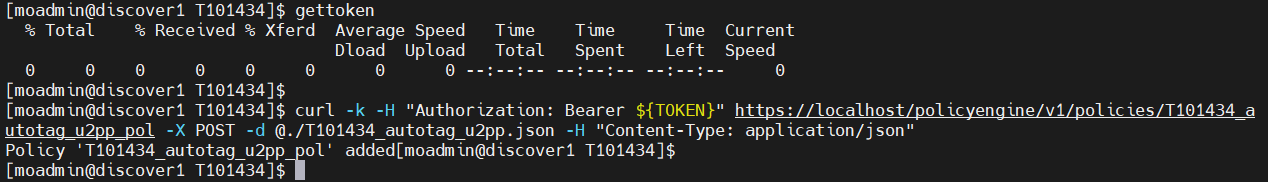 [moadmin@discover1 T101434]$ gettoken
  % Total    % Received % Xferd  Average Speed   Time    Time     Time  Current
                                 Dload  Upload   Total   Spent    Left  Speed
  0     0    0     0    0     0      0      0 --:--:-- --:--:-- --:--:--     0
[moadmin@discover1 T101434]$
[moadmin@discover1 T101434]$ curl -k -H "Authorization: Bearer ${TOKEN}" https://localhost/policyengine/v1/policies/T101434_a
utotag_u2pp_pol -X POST -d @./T101434_autotag_u2pp.json -H "Content-Type: application/json"
Policy 'T101434_autotag_u2pp_pol' added[moadmin@discover1 T101434]$
[moadmin@discover1 T101434]$